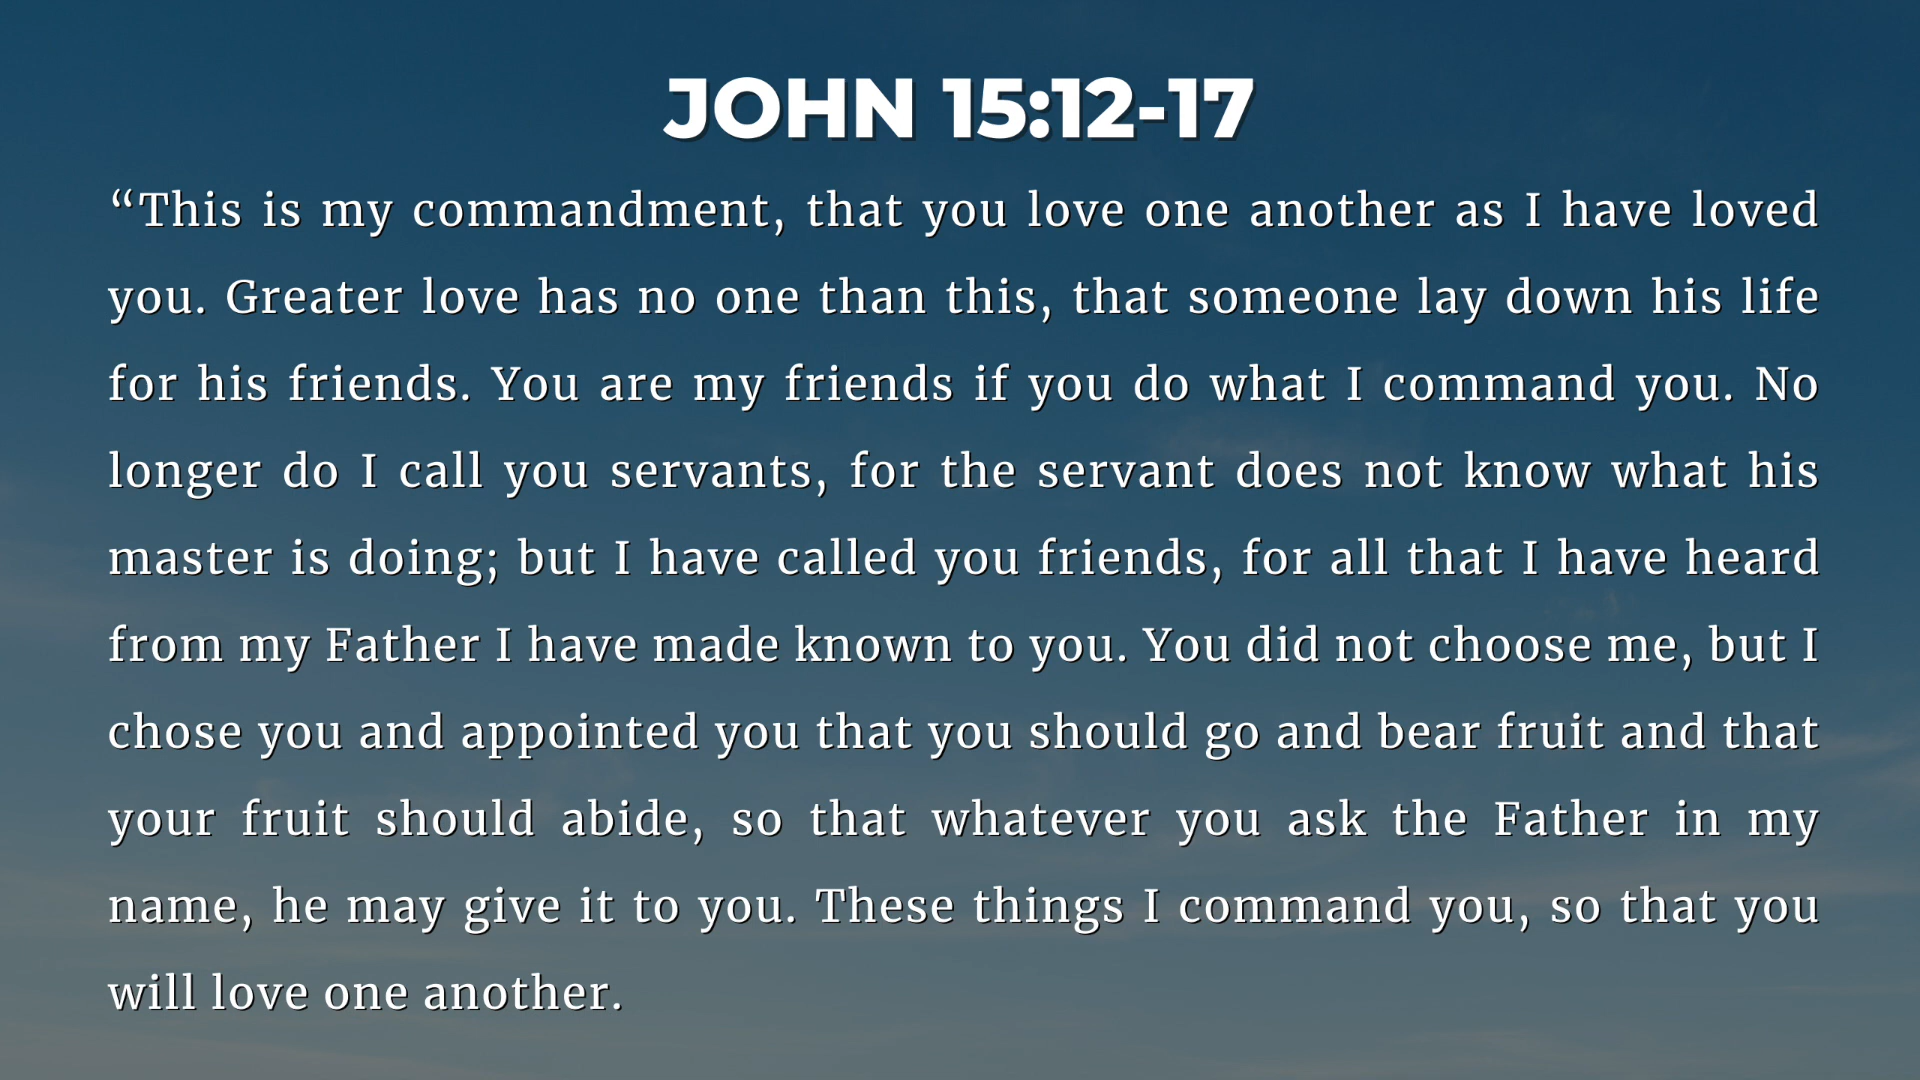 JOHN 15:12-17
“This is my commandment, that you love one another as I have loved
you. Greater love has no one than this, that someone lay down his life
for his friends. You are my friends if you do what I command you. No
longer do I call you servants, for the servant does not know what his
master is doing; but I have called you friends, for all that I have heard
from my Father I have made known to you. You did not choose me, but I
chose you and appointed you that you should go and bear fruit and that
your fruit should abide, so that whatever you ask the Father in my
name, he may give it to you. These things I command you, so that you
will love one another.